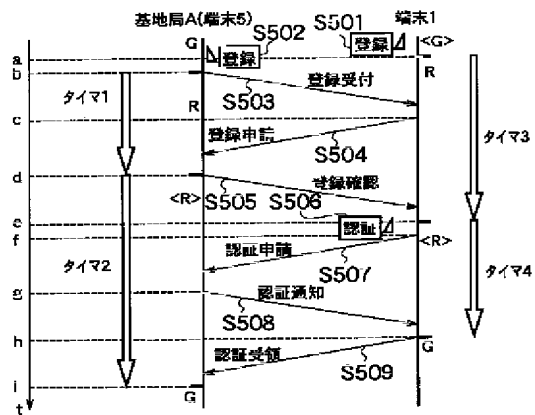 基地局A(端末5)
S501
端末1
G
S502
登録
<G>
登録
a
R
b
登録受付
タイマ1
R
S503
c
登録申請
S504
タイマ3
d
登録確認
<R>
S505
S506
e
認証
f
<R>
認証申請
S507
タイマ2
タイマ4
g
認証通知
S508
h
G
認証受領
S509
i
G
t